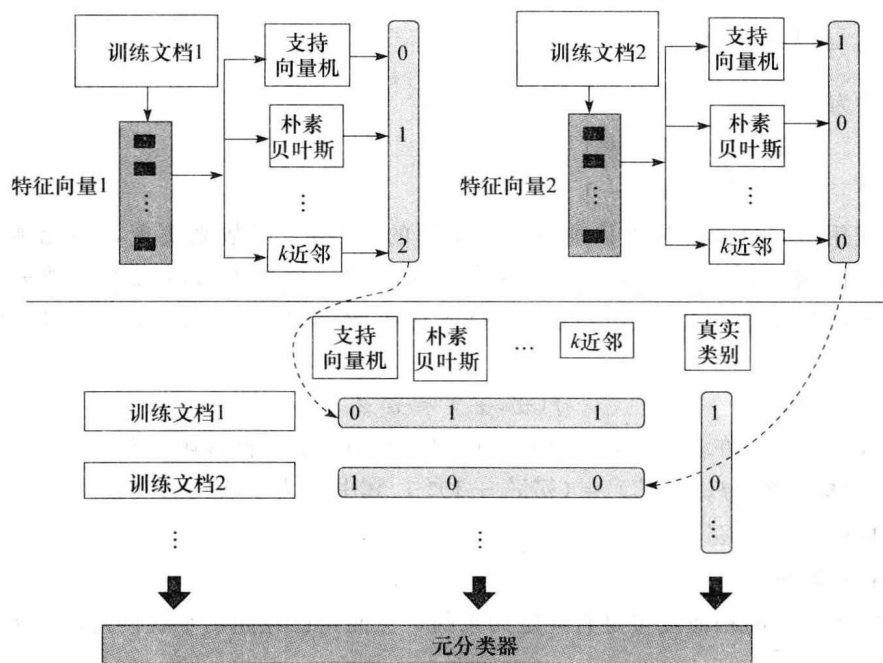 训练文档1
支持
向量机
0
朴素
贝叶斯
1
特征向量1
⋮
⋮
k近邻
2
训练文档2
支持
向量机
1
朴素
贝叶斯
0
特征向量2
⋮
⋮
k近邻
0
支持
向量机
朴素
贝叶斯
…
k近邻
真实
类别
训练文档1 0 1 1 1
训练文档2 1 0 0 0
⋮ ⋮ ⋮
元分类器